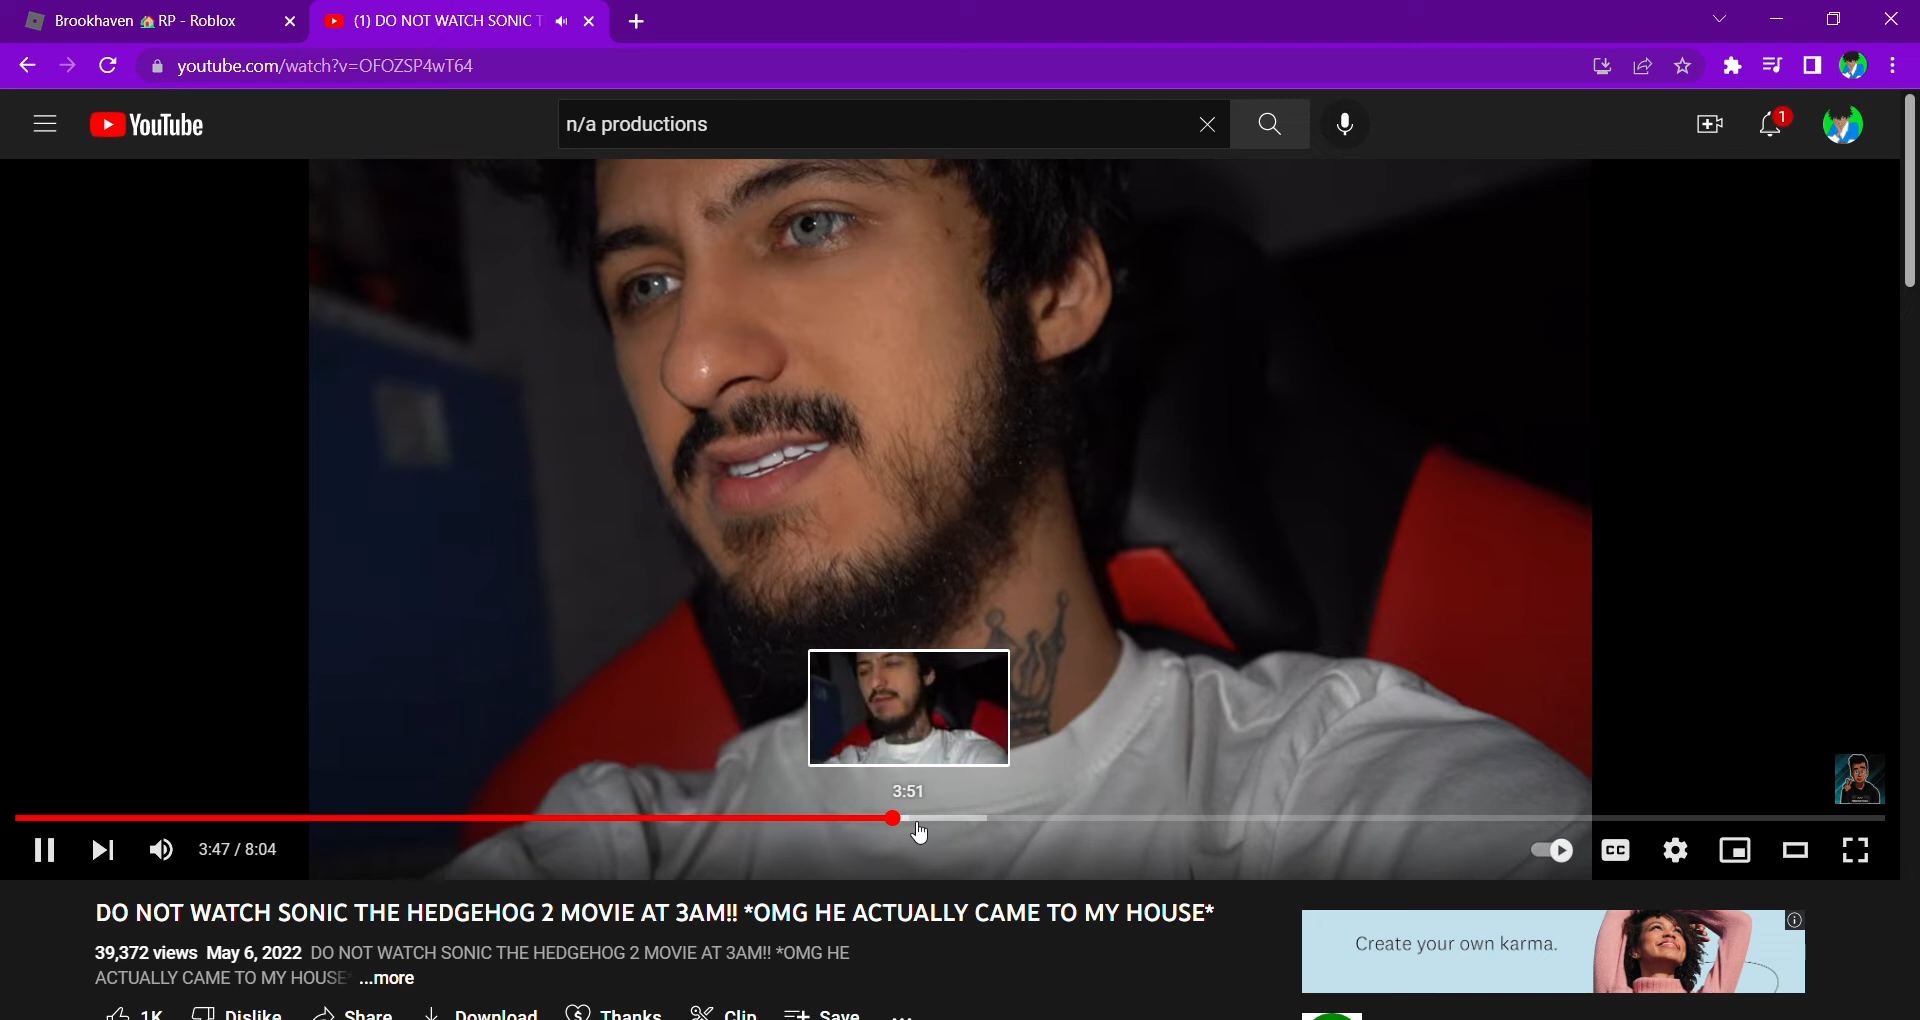 Brookhaven 🏠 RP - Roblox
(1) DO NOT WATCH SONIC T
youtube.com/watch?v=OFOZSP4wT64
YouTube
n/a productions
1
3:51
3:47 / 8:04
CC
DO NOT WATCH SONIC THE HEDGEHOG 2 MOVIE AT 3AM!! *OMG HE ACTUALLY CAME TO MY HOUSE*
39,372 views May 6, 2022 DO NOT WATCH SONIC THE HEDGEHOG 2 MOVIE AT 3AM!! *OMG HE
ACTUALLY CAME TO MY HOUSE* ...more
Create your own karma.
1K Dislike Share Download Thanks Clip Save ...